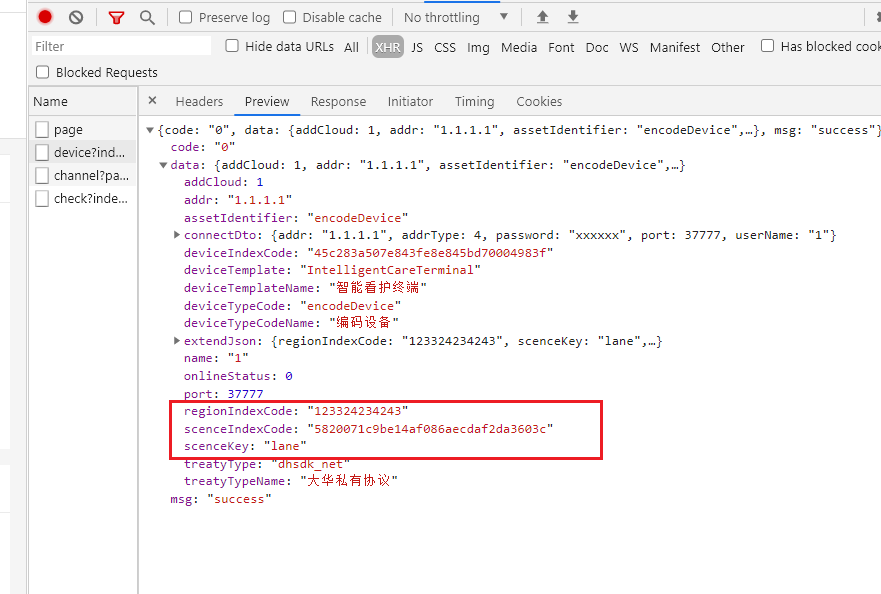 Preserve log Disable cache No throttling
Filter Hide data URLs All XHR JS CSS Img Media Font Doc WS Manifest Other Has blocked cook
Blocked Requests
Name × Headers Preview Response Initiator Timing Cookies
page
device?ind...
channel?pa...
check?inde...
{code: "0", data: {addCloud: 1, addr: "1.1.1.1", assetIdentifier: "encodeDevice",…}, msg: "success"}
code: "0"
data: {addCloud: 1, addr: "1.1.1.1", assetIdentifier: "encodeDevice",…}
addCloud: 1
addr: "1.1.1.1"
assetIdentifier: "encodeDevice"
connectDto: {addr: "1.1.1.1", addrType: 4, password: "xxxxxx", port: 37777, userName: "1"}
deviceIndexCode: "45c283a507e843fe8e845bd70004983f"
deviceTemplate: "IntelligentCareTerminal"
deviceTemplateName: "智能看护终端"
deviceTypeCode: "encodeDevice"
deviceTypeCodeName: "编码设备"
extendJson: {regionIndexCode: "123324234243", scenceKey: "lane",…}
name: "1"
onlineStatus: 0
port: 37777
regionIndexCode: "123324234243"
scenceIndexCode: "5820071c9be14af086aecdaf2da3603c"
scenceKey: "lane"
treatyType: "dhsdk_net"
treatyTypeName: "大华私有协议"
msg: "success"